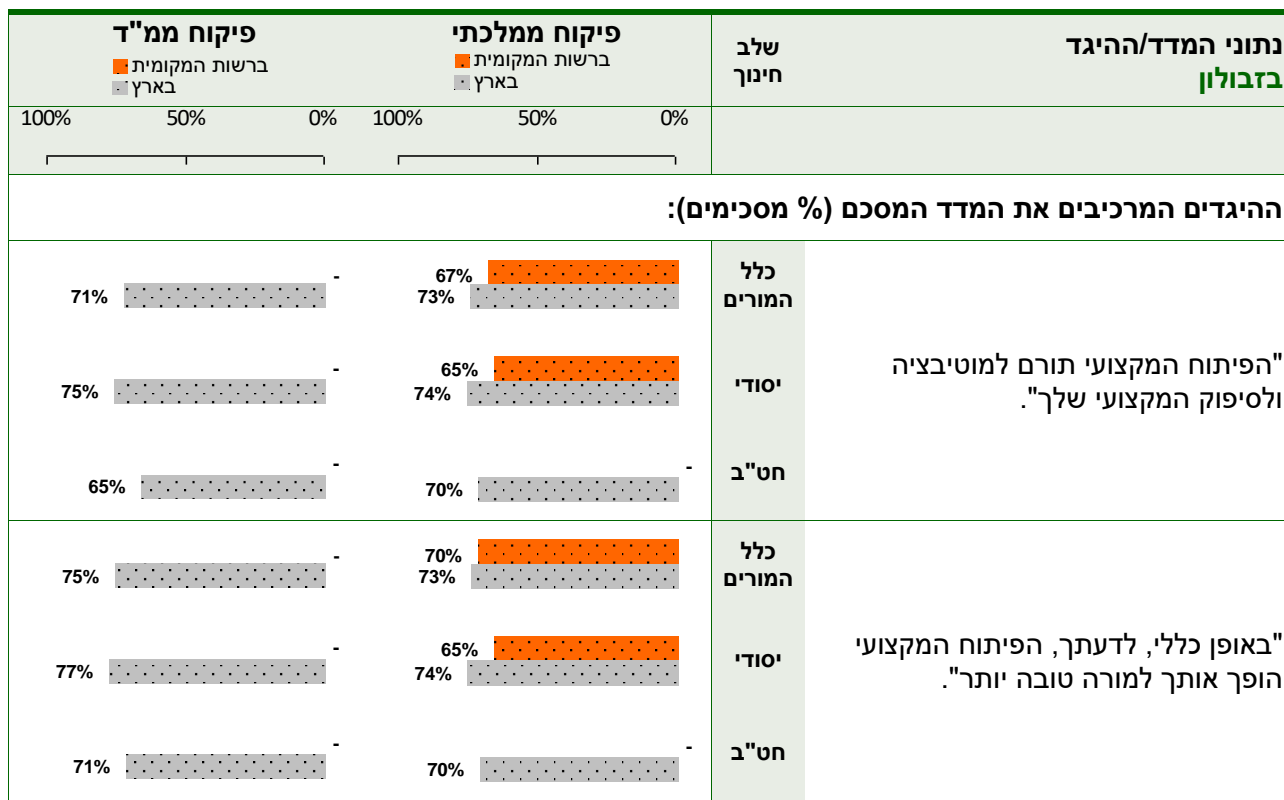 נתוני המדד/ההיגד
בזבולון
שלב
חינוך
פיקוח ממלכתי
ברשות המקומית
בארץ
פיקוח ממ"ד
ברשות המקומית
בארץ
0% 50% 100% 0% 50% 100%
ההיגדים המרכיבים את המדד המסכם (% מסכימים):
"הפיתוח המקצועי תורם למוטיבציה
ולסיפוק המקצועי שלך".
כלל
המורים
67%
73%
-
71%
יסודי
65%
74%
-
75%
חט"ב
-
70%
-
65%
"באופן כללי, לדעתך, הפיתוח המקצועי
הופך אותך למורה טובה יותר".
כלל
המורים
70%
73%
-
75%
יסודי
65%
74%
-
77%
חט"ב
-
70%
-
71%